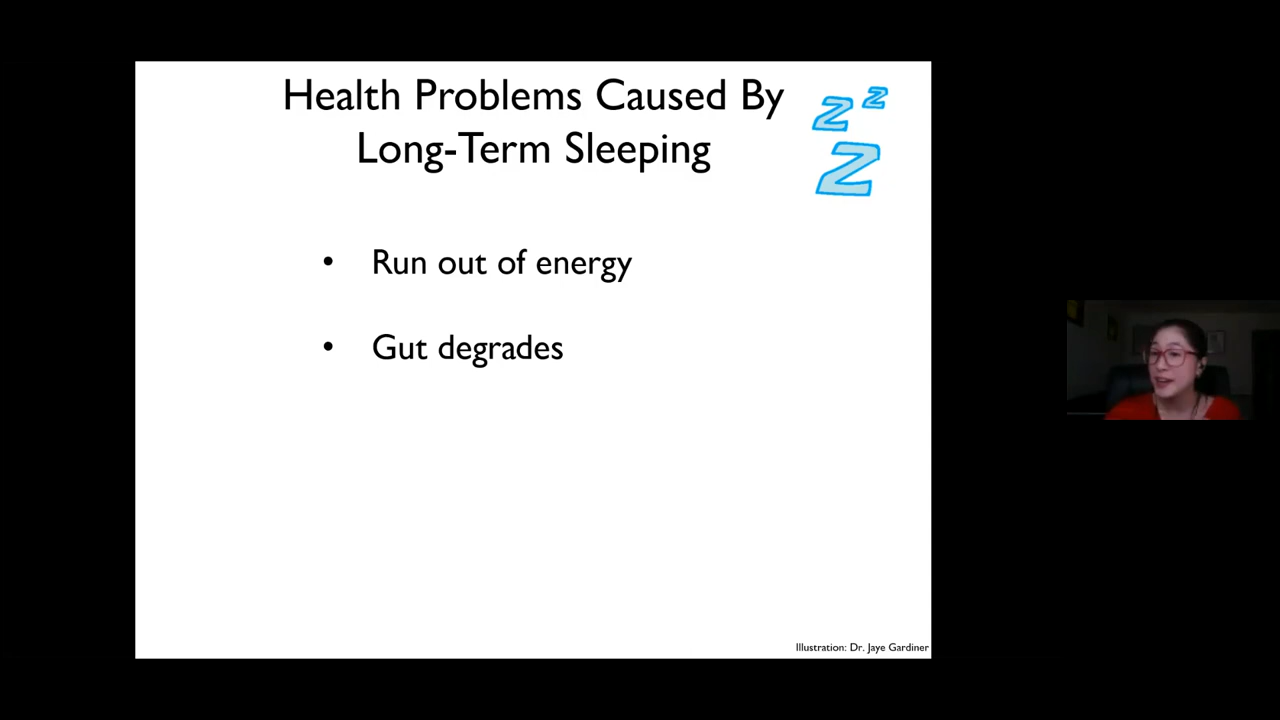 Health Problems Caused By
Long-Term Sleeping
z
z
Z
• Run out of energy
• Gut degrades
Illustration: Dr. Jaye Gardiner